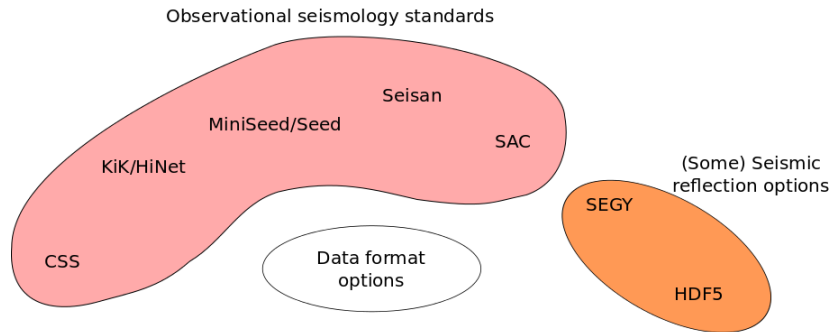 Observational seismology standards
Seisan
MiniSeed/Seed
SAC
KiK/HiNet
(Some) Seismic
reflection options
SEGY
CSS
Data format
options
HDF5